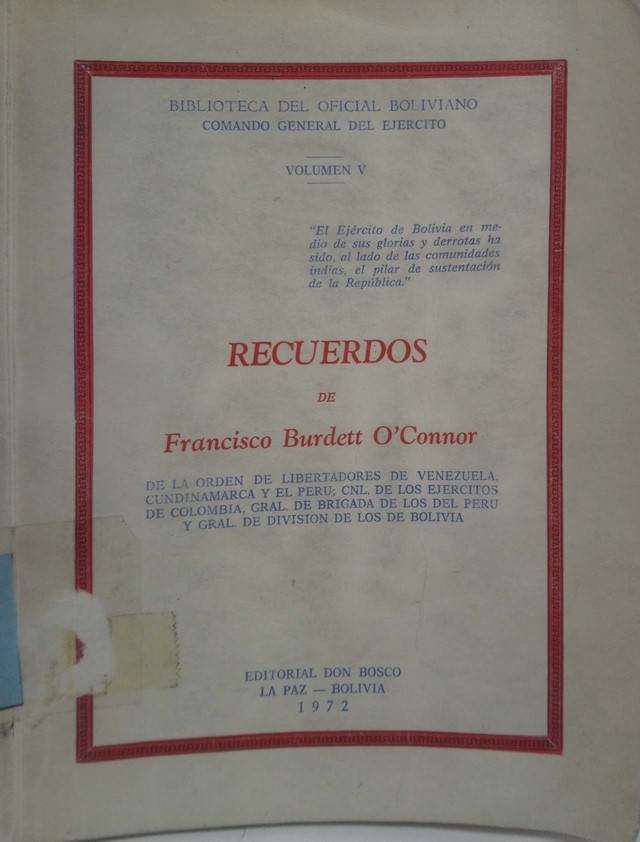 BIBLIOTECA DEL OFICIAL BOLIVIANO
COMANDO GENERAL DEL EJERCITO
VOLUMEN V
"El Ejército de Bolivia en me-
dio de sus glorias y derrotas ha
sido, al lado de las comunidades
indias, el pilar de sustentación
de la República."
RECUERDOS
DE
Francisco Burdett O'Connor
DE LA ORDEN DE LIBERTADORES DE VENEZUELA,
CUNDINAMARCA Y EL PERU; CNL. DE LOS EJERCITOS
DE COLOMBIA, GRAL. DE BRIGADA DE LOS DEL PERU
Y GRAL. DE DIVISION DE LOS DE BOLIVIA
EDITORIAL DON BOSCO
LA PAZ — BOLIVIA
1972